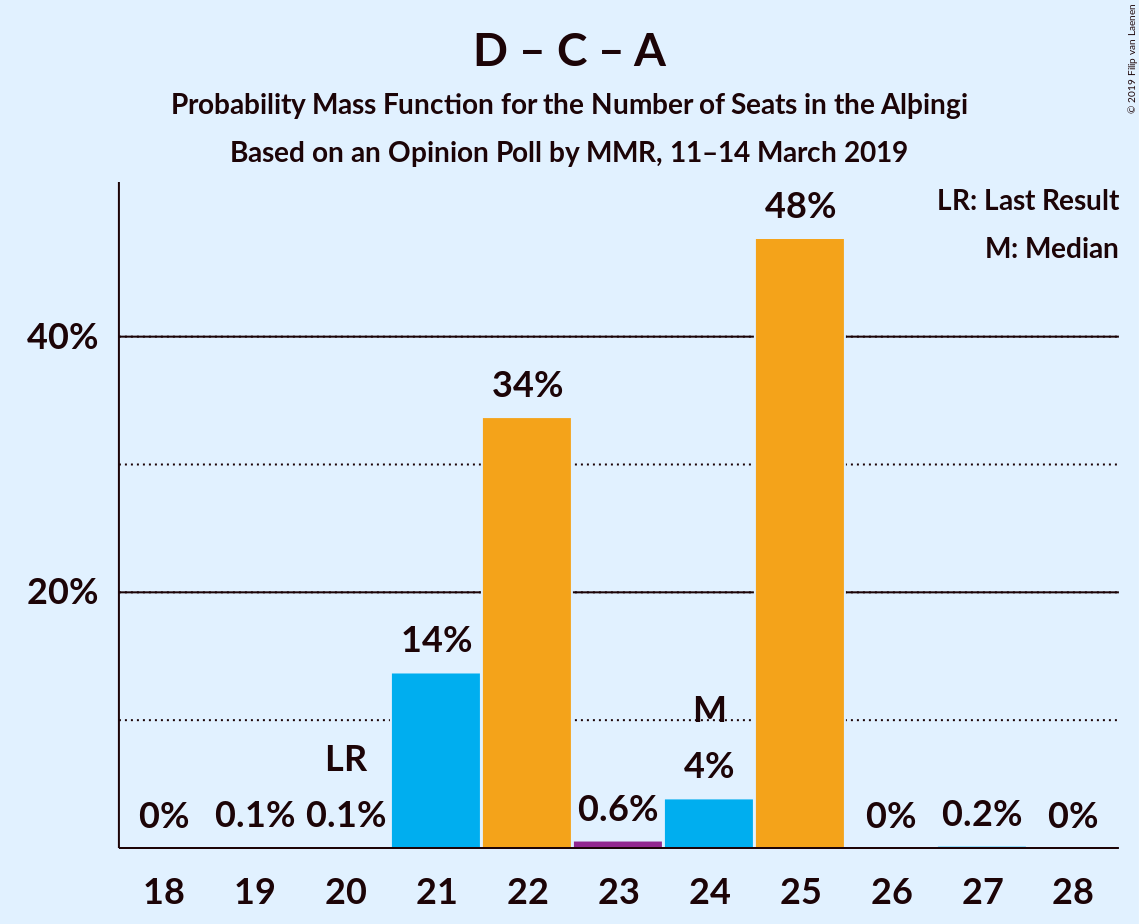 D – C – A
Probability Mass Function for the Number of Seats in the Alþingi
Based on an Opinion Poll by MMR, 11–14 March 2019
© 2019 Filip van Laenen
LR: Last Result
M: Median
48%
40%
34%
20%
14%
M
LR
4%
0% 0.1% 0.1% 0.6% 0% 0.2% 0%
18 19 20 21 22 23 24 25 26 27 28